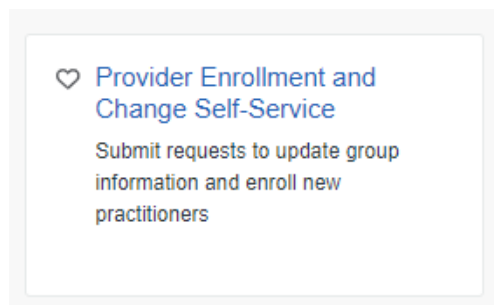 Provider Enrollment and
Change Self-Service
Submit requests to update group
information and enroll new
practitioners